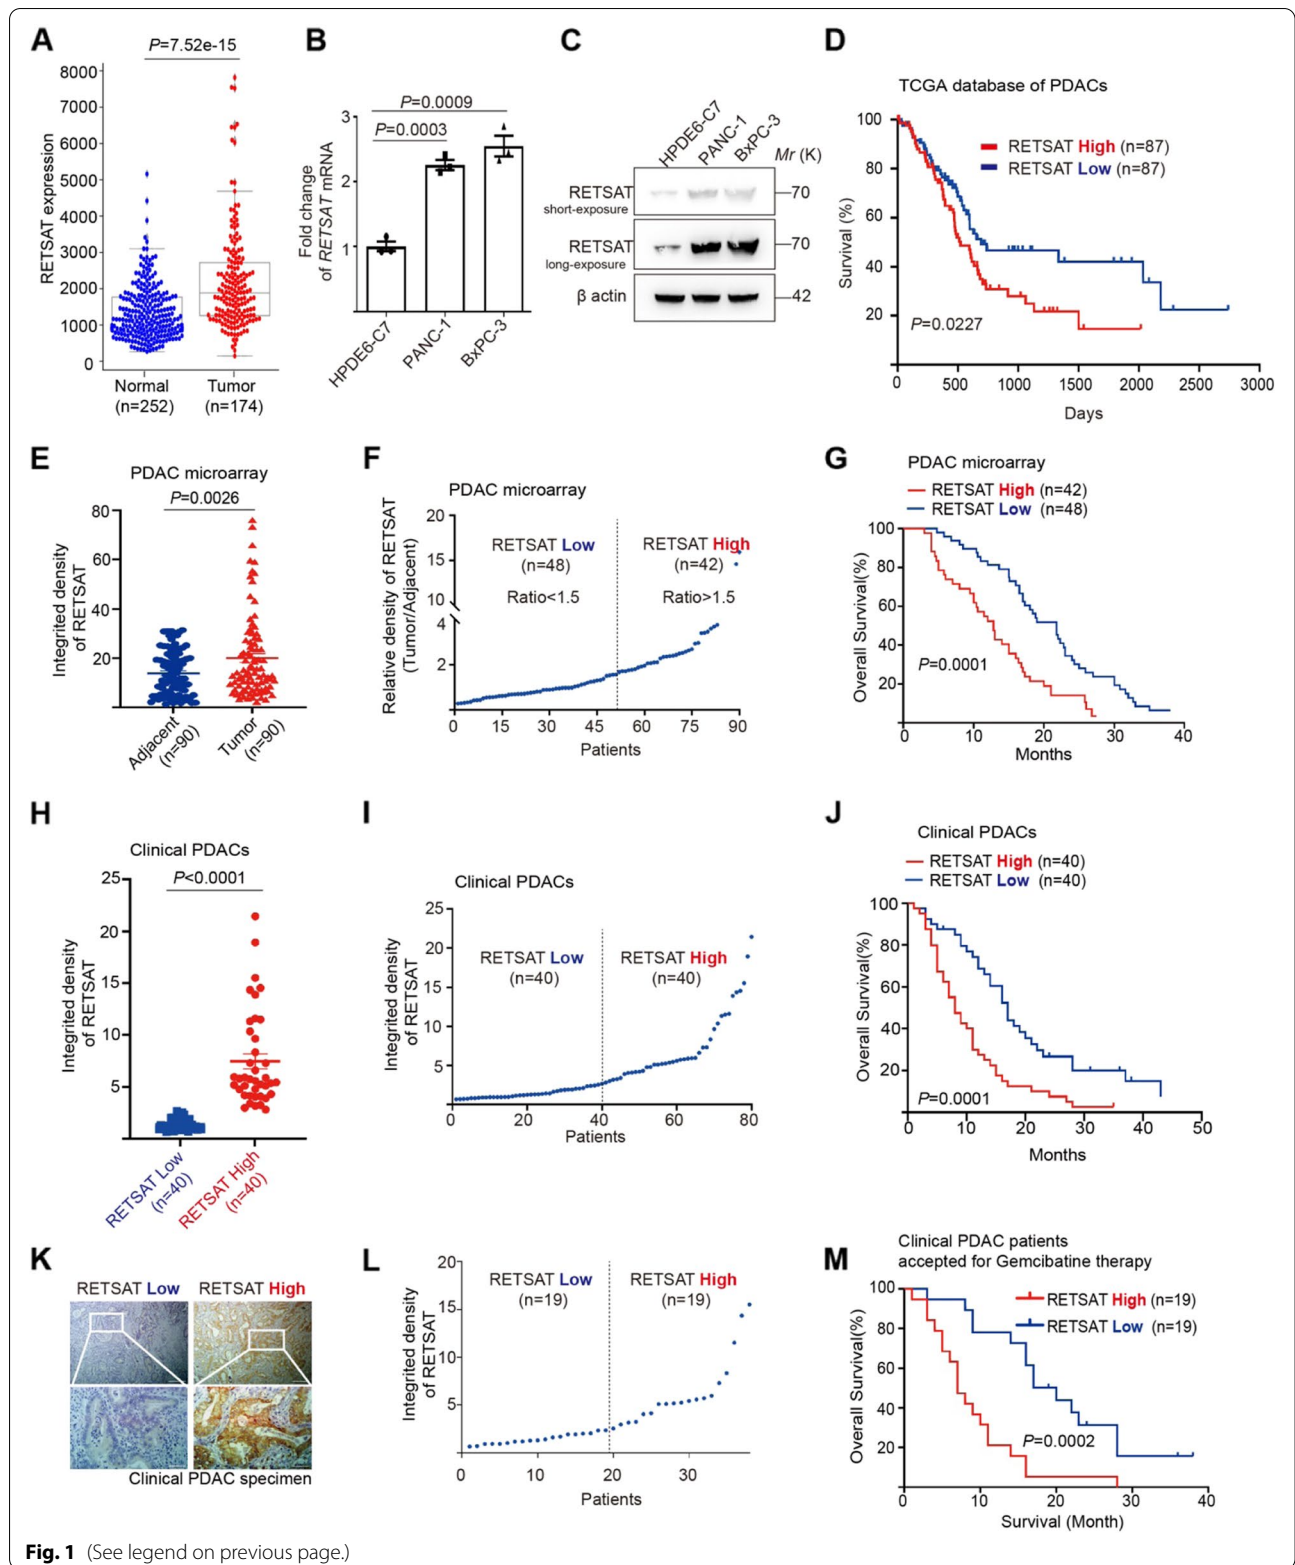 A
P=7.52e-15
RETSAT expression
8000
7000
6000
5000
4000
3000
2000
1000
0
Normal
(n=252)
Tumor
(n=174)
B
P=0.0009
P=0.0003
Fold change
of RETSAT mRNA
3
2
1
HPDE6-C7
PANC-1
BxPC-3
C
HPDE6-C7
PANC-1
BxPC-3
Mr (K)
RETSAT
short-exposure
70
RETSAT
long-exposure
70
β actin
42
D
TCGA database of PDACs
RETSAT High (n=87)
RETSAT Low (n=87)
Survival (%)
100
80
60
40
20
P=0.0227
0 500 1000 1500 2000 2500 3000
Days
E
PDAC microarray
P=0.0026
Integrited density
of RETSAT
80
60
40
20
Adjacent
(n=90)
Tumor
(n=90)
F
PDAC microarray
Relative density of RETSAT
(Tumor/Adjacent)
20
15
10
4
2
RETSAT Low
(n=48)
Ratio<1.5
RETSAT High
(n=42)
Ratio>1.5
0 15 30 45 60 75 90
Patients
G
PDAC microarray
RETSAT High (n=42)
RETSAT Low (n=48)
Overall Survival(%)
100
80
60
40
20
P=0.0001
0 10 20 30 40
Months
H
Clinical PDACs
P<0.0001
Integrited density
of RETSAT
25
20
15
10
5
RETSAT Low
(n=40)
RETSAT High
(n=40)
I
Clinical PDACs
Integrited density
of RETSAT
25
20
15
10
5
RETSAT Low
(n=40)
RETSAT High
(n=40)
0 20 40 60 80
Patients
J
Clinical PDACs
RETSAT High (n=40)
RETSAT Low (n=40)
Overall Survival(%)
100
80
60
40
20
P=0.0001
0 10 20 30 40 50
Months
K
RETSAT Low
RETSAT High
Clinical PDAC specimen
L
Integrited density
of RETSAT
20
15
10
5
RETSAT Low
(n=19)
RETSAT High
(n=19)
0 10 20 30
Patients
M
Clinical PDAC patients
accepted for Gemcibatine therapy
RETSAT High (n=19)
RETSAT Low (n=19)
Overall Survival(%)
100
80
60
40
20
P=0.0002
0 10 20 30 40
Survival (Month)
Fig. 1 (See legend on previous page.)